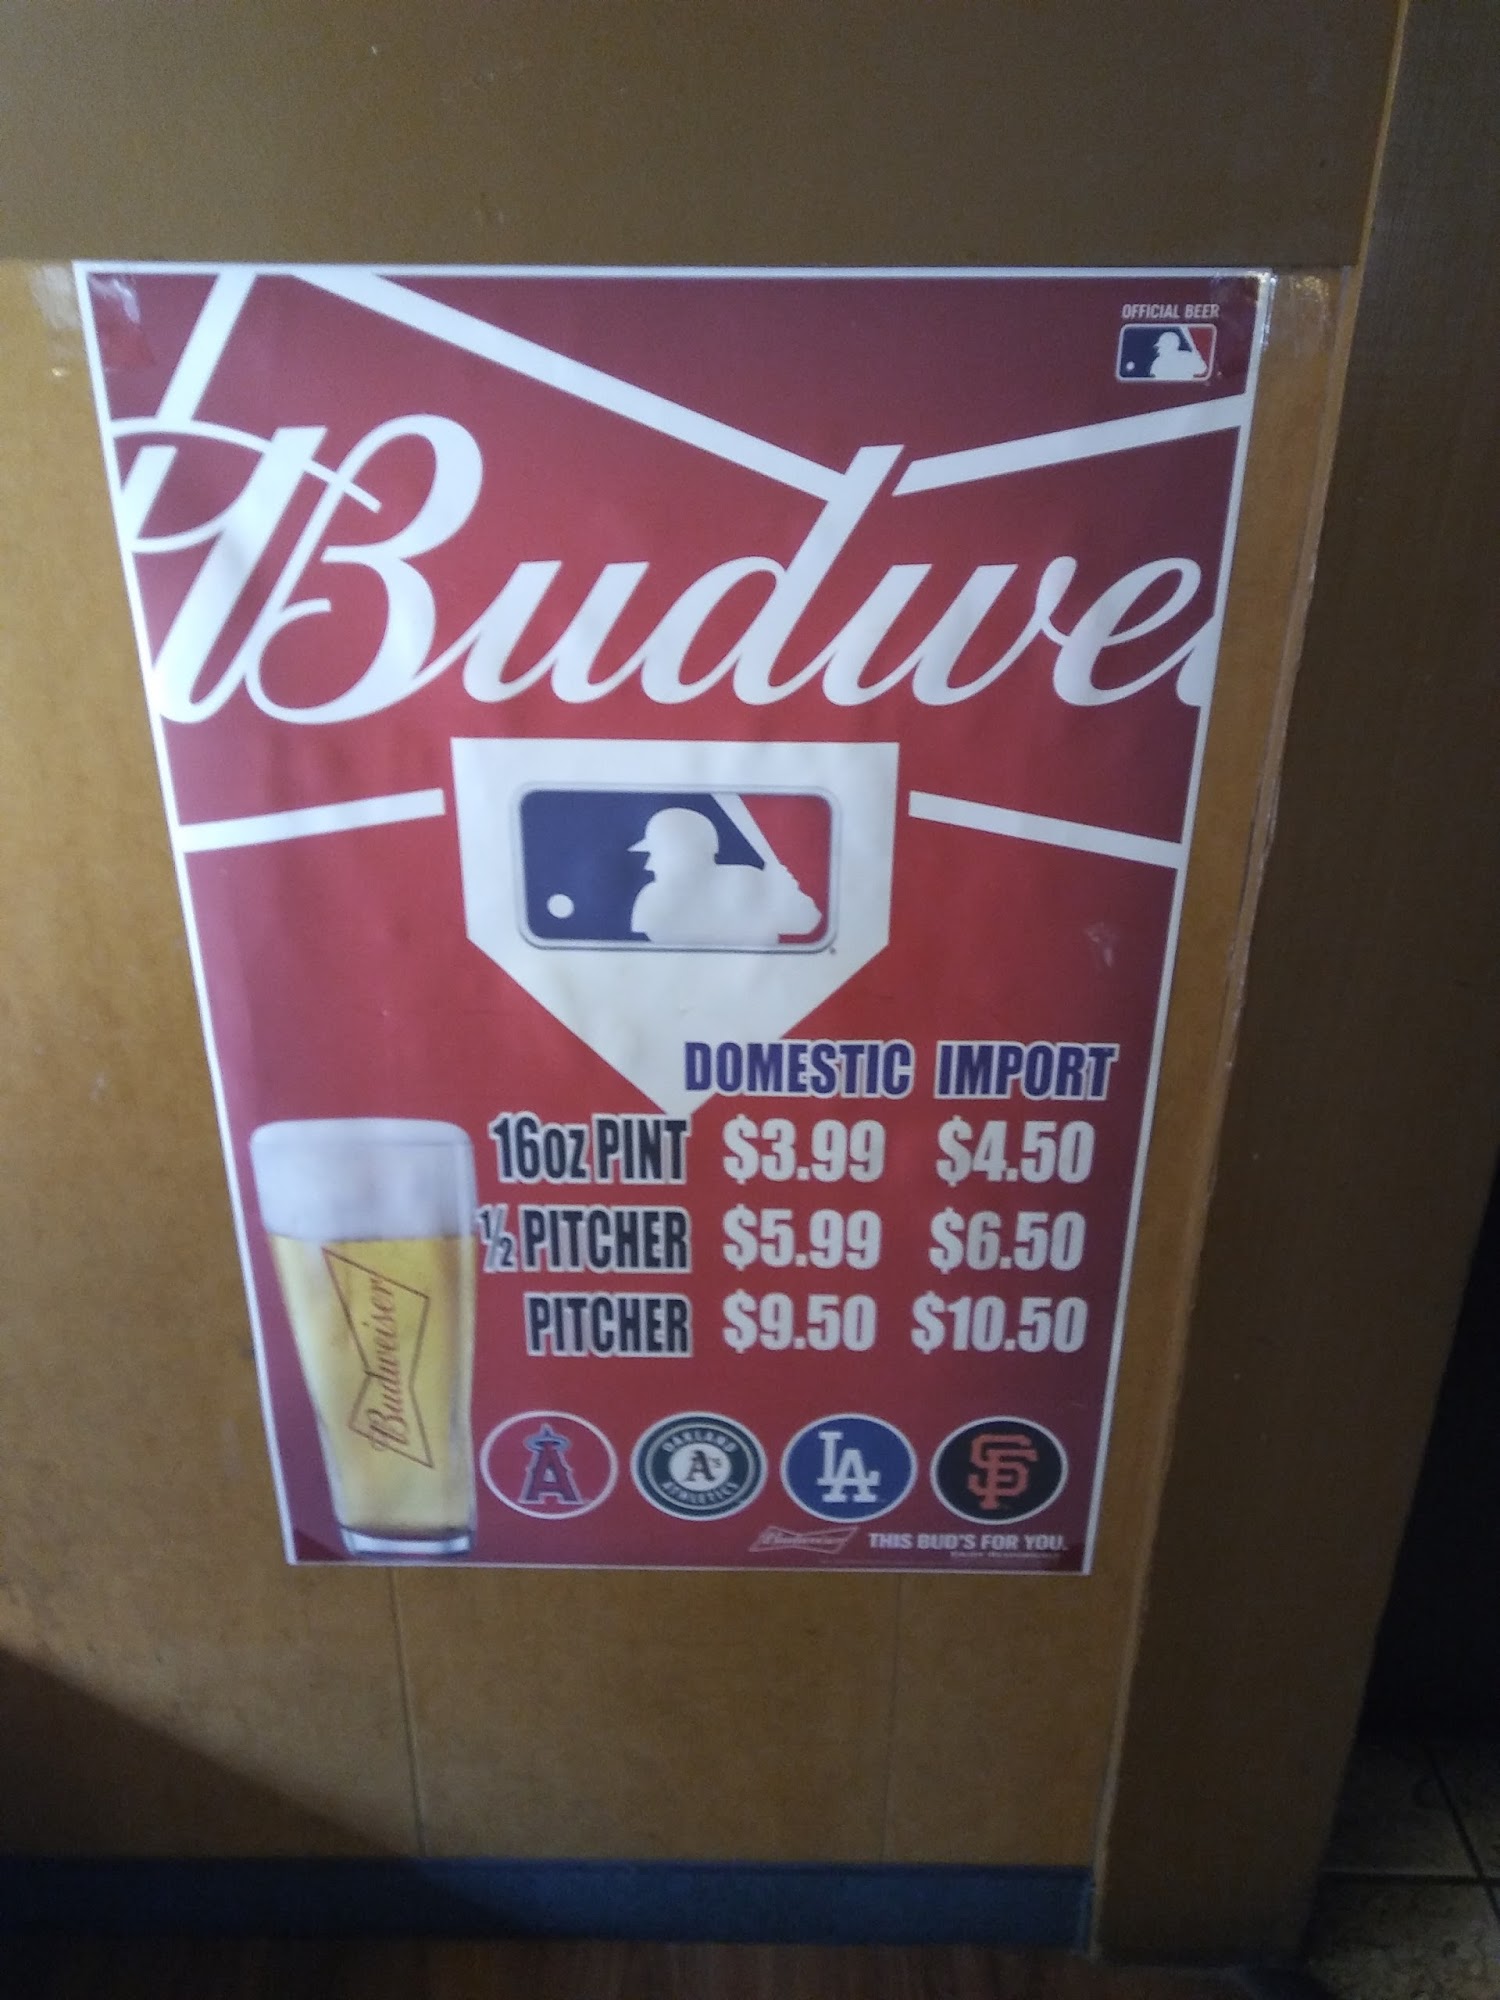 OFFICIAL BEER
Budwe
DOMESTIC IMPORT
16oz PINT $3.99 $4.50
½ PITCHER $5.99 $6.50
PITCHER $9.50 $10.50
Budweiser
A
OAKLAND
A's
ATHLETICS
LA
SF
Budweiser THIS BUD'S FOR YOU.